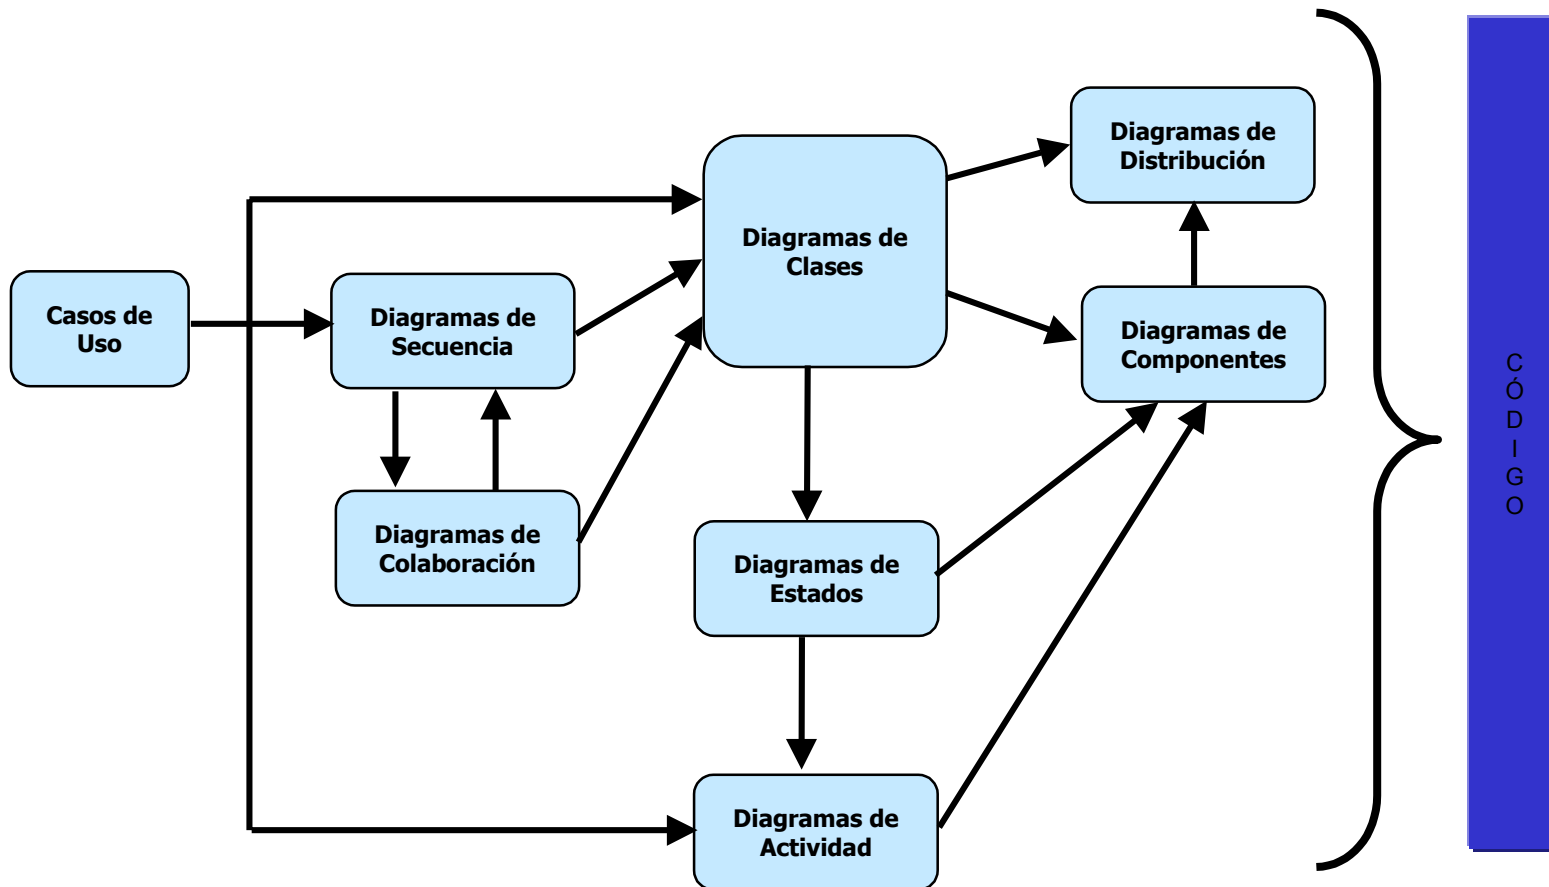 Casos de
Uso
Diagramas de
Secuencia
Diagramas de
Colaboración
Diagramas de
Clases
Diagramas de
Estados
Diagramas de
Actividad
Diagramas de
Distribución
Diagramas de
Componentes
C
Ó
D
I
G
O